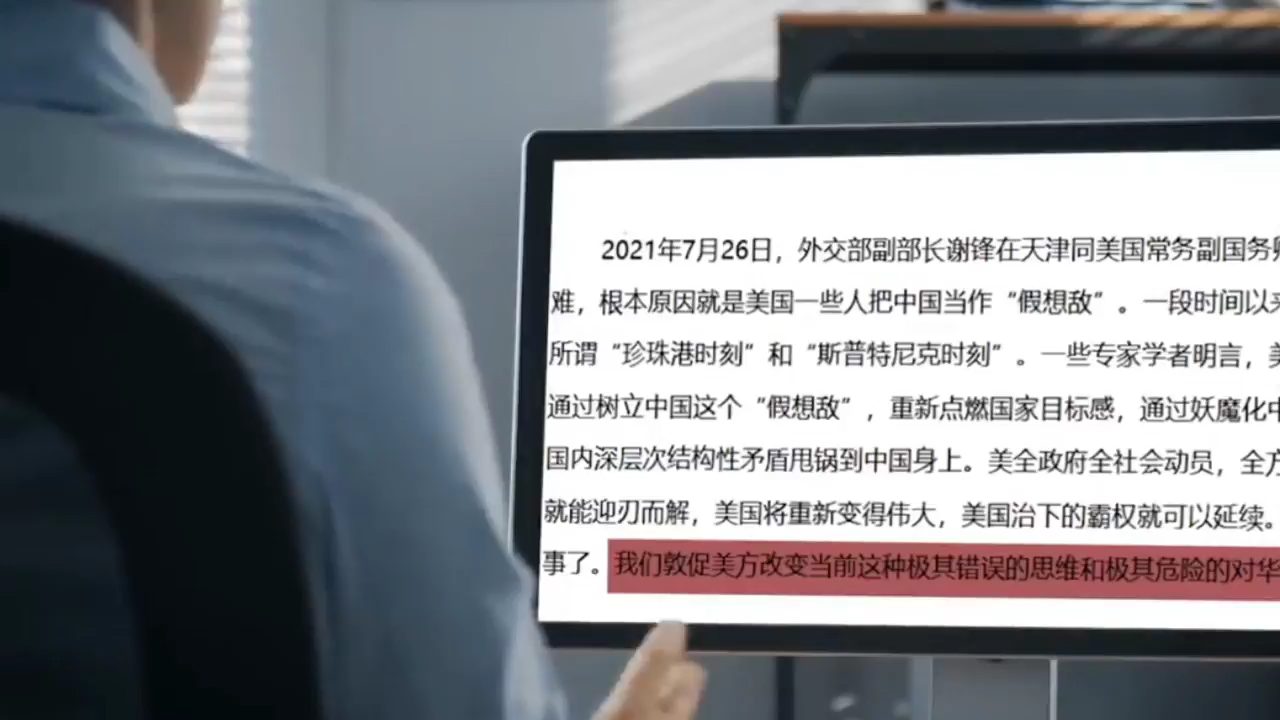 2021年7月26日，外交部副部长谢锋在天津同美国常务副国务
难，根本原因就是美国一些人把中国当作“假想敌”。一段时间以来
所谓“珍珠港时刻”和“斯普特尼克时刻”。一些专家学者明言，美
通过树立中国这个“假想敌”，重新点燃国家目标感，通过妖魔化中
国内深层次结构性矛盾甩锅到中国身上。美全政府全社会动员，全方
就能迎刃而解，美国将重新变得伟大，美国治下的霸权就可以延续。
事了。我们敦促美方改变当前这种极其错误的思维和极其危险的对华